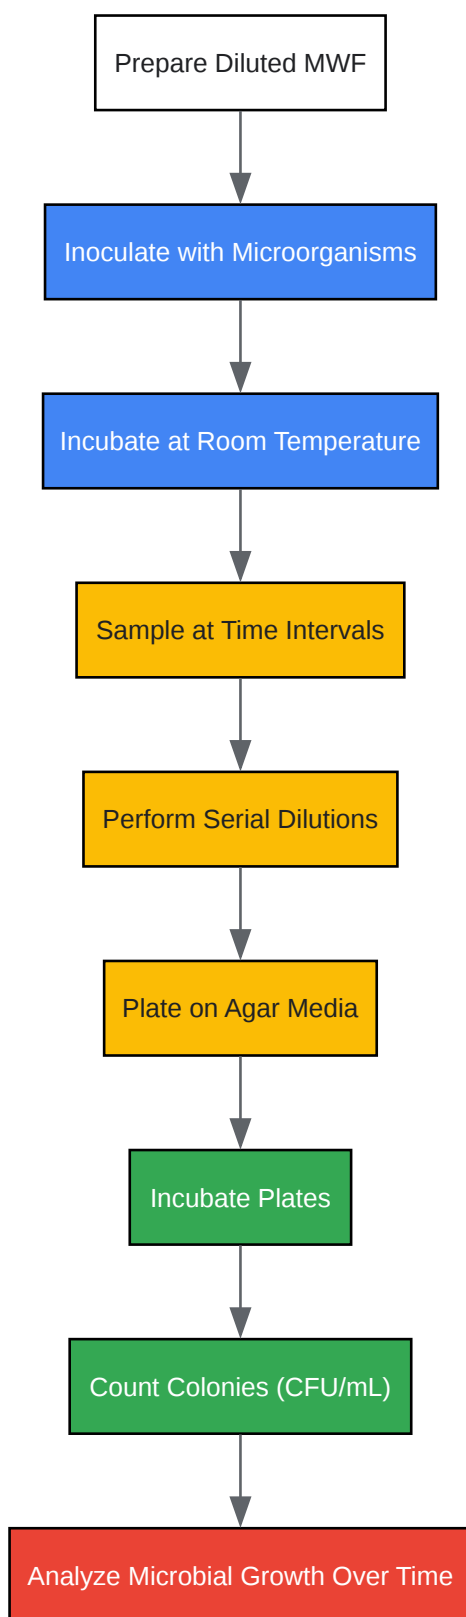 Prepare Diluted MWF
Inoculate with Microorganisms
Incubate at Room Temperature
Sample at Time Intervals
Perform Serial Dilutions
Plate on Agar Media
Incubate Plates
Count Colonies (CFU/mL)
Analyze Microbial Growth Over Time